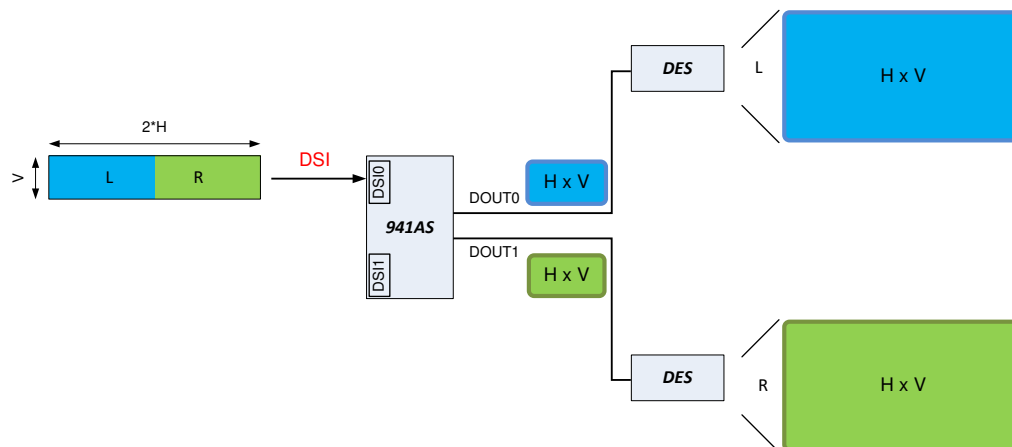 2*H
V
L
R
DSI
DSI0
941AS
DSI1
DOUT0
DOUT1
H x V
H x V
DES
L
H x V
DES
R
H x V